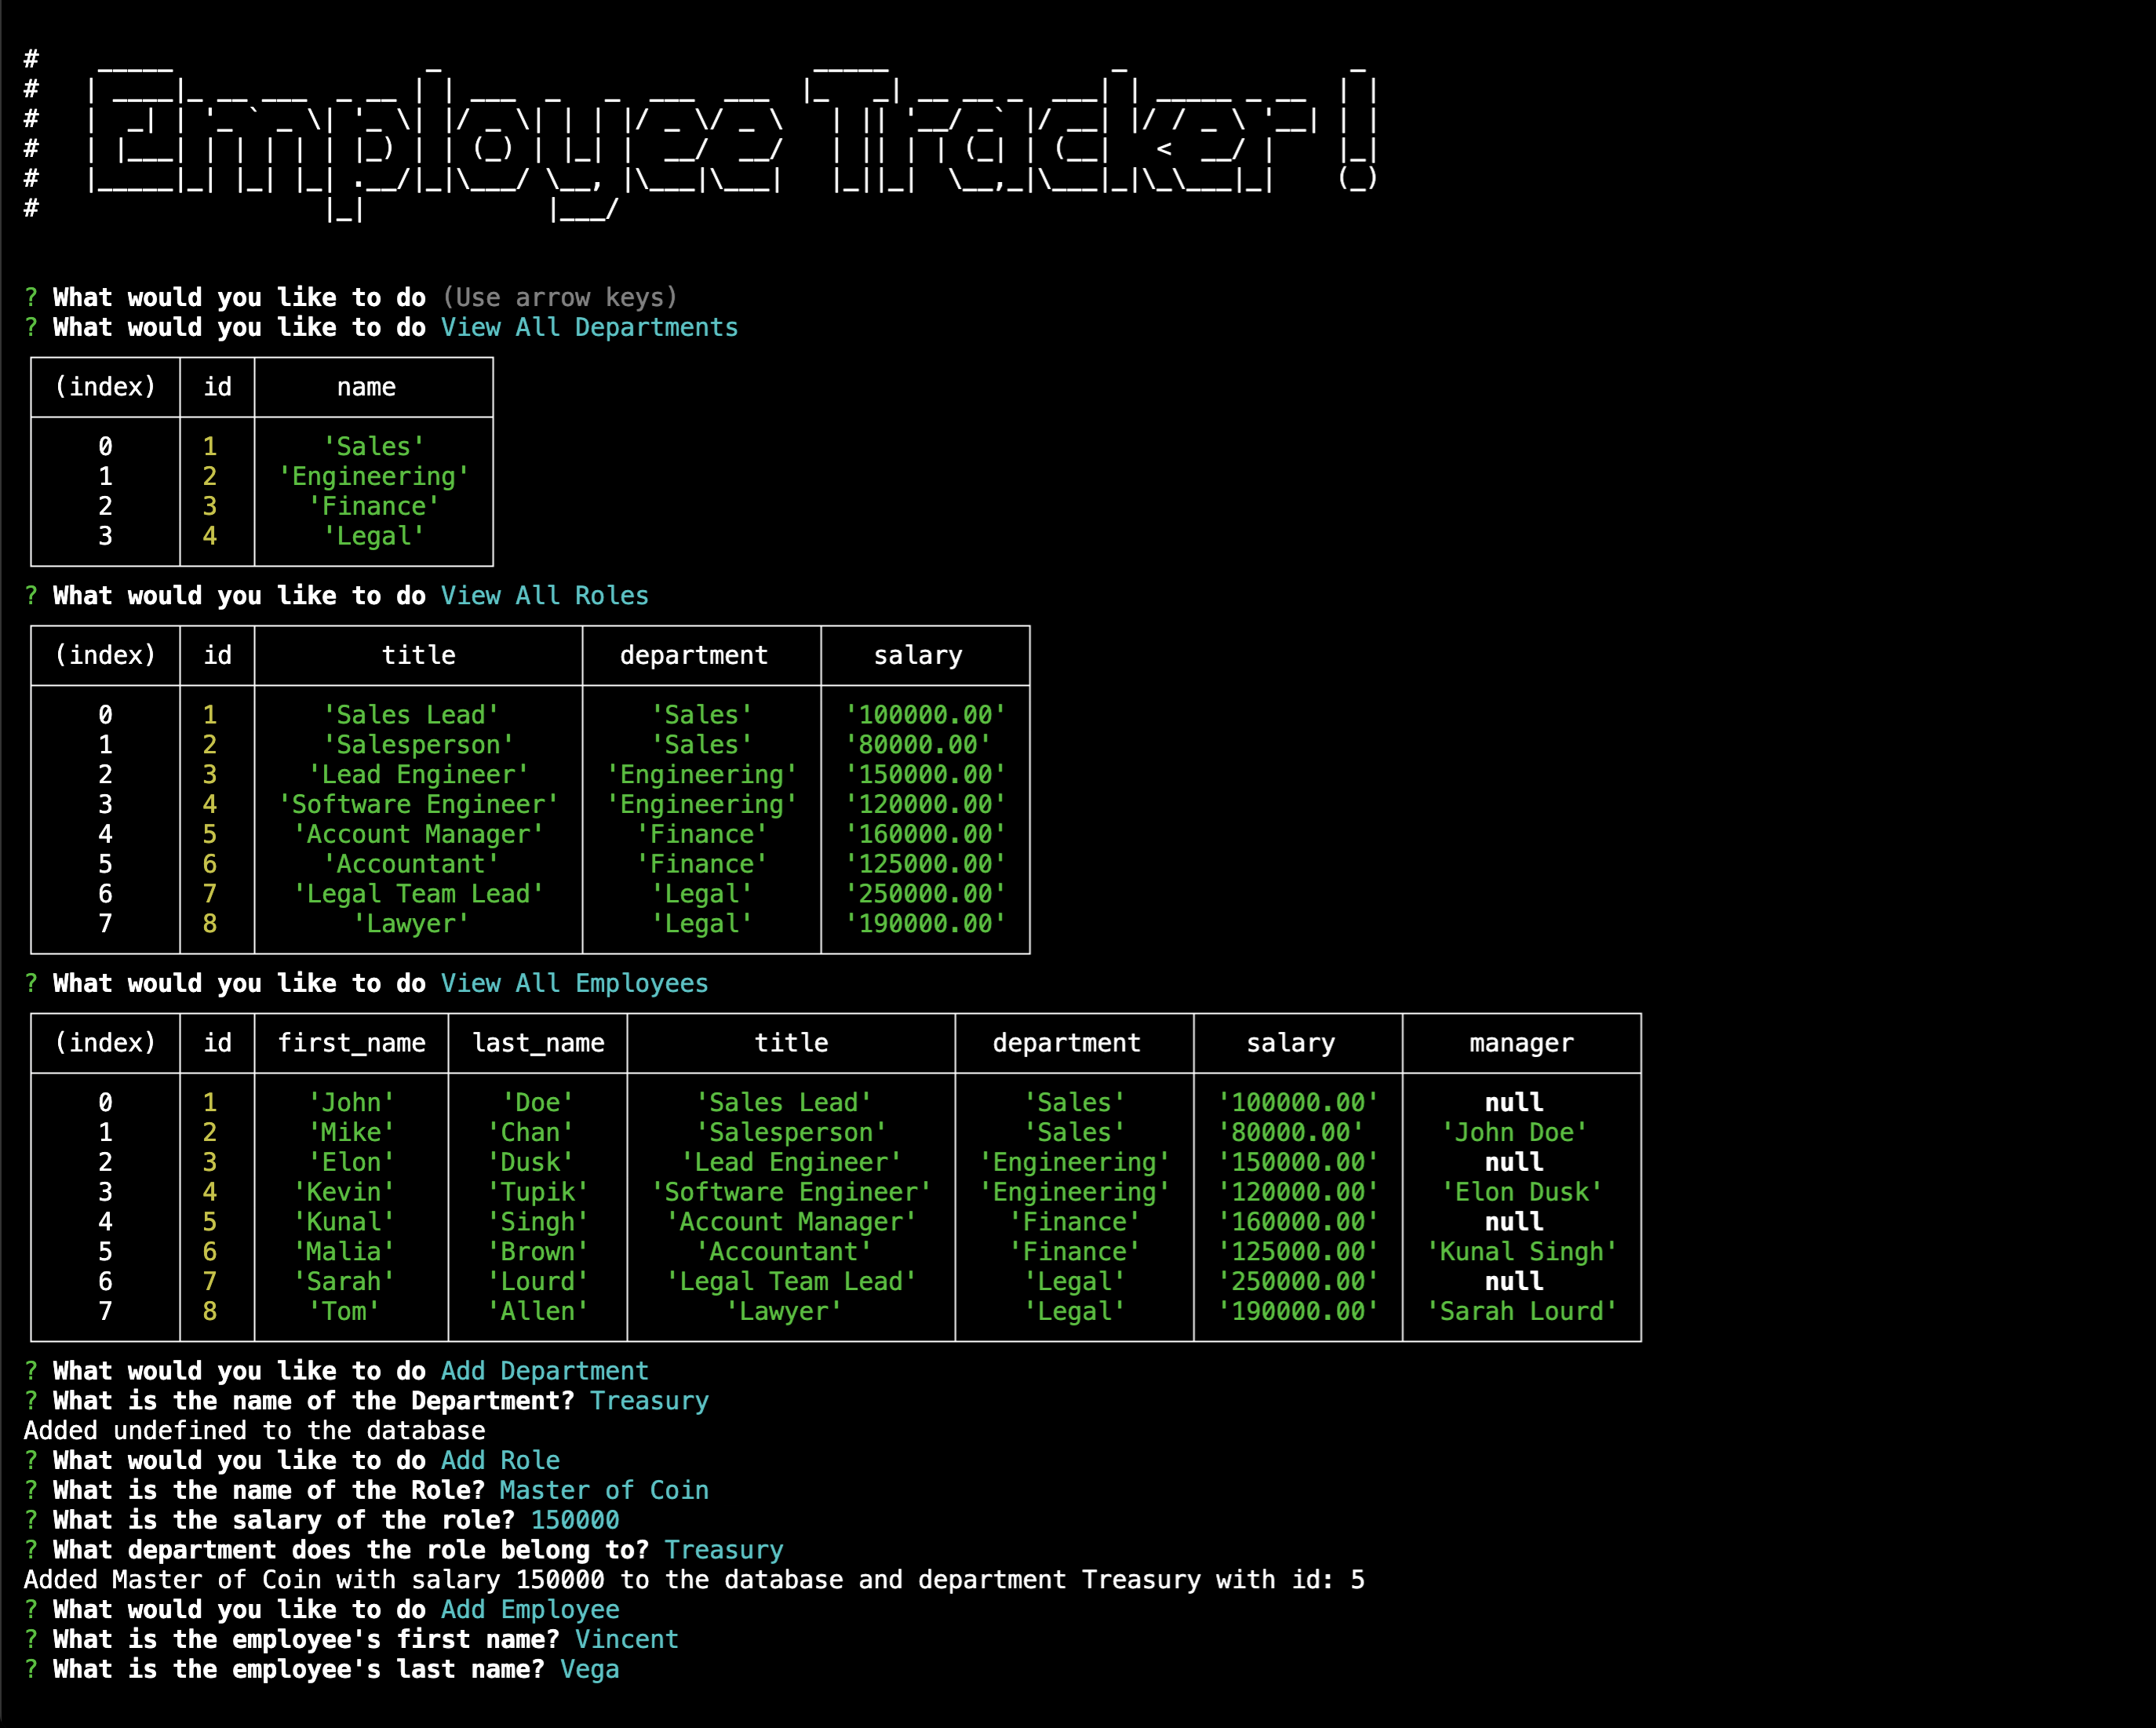 Employee Tracker !
? What would you like to do (Use arrow keys)
? What would you like to do View All Departments
(index) id name
0 1 'Sales'
1 2 'Engineering'
2 3 'Finance'
3 4 'Legal'
? What would you like to do View All Roles
(index) id title department salary
0 1 'Sales Lead' 'Sales' '100000.00'
1 2 'Salesperson' 'Sales' '80000.00'
2 3 'Lead Engineer' 'Engineering' '150000.00'
3 4 'Software Engineer' 'Engineering' '120000.00'
4 5 'Account Manager' 'Finance' '160000.00'
5 6 'Accountant' 'Finance' '125000.00'
6 7 'Legal Team Lead' 'Legal' '250000.00'
7 8 'Lawyer' 'Legal' '190000.00'
? What would you like to do View All Employees
(index) id first_name last_name title department salary manager
0 1 'John' 'Doe' 'Sales Lead' 'Sales' '100000.00' null
1 2 'Mike' 'Chan' 'Salesperson' 'Sales' '80000.00' 'John Doe'
2 3 'Elon' 'Dusk' 'Lead Engineer' 'Engineering' '150000.00' null
3 4 'Kevin' 'Tupik' 'Software Engineer' 'Engineering' '120000.00' 'Elon Dusk'
4 5 'Kunal' 'Singh' 'Account Manager' 'Finance' '160000.00' null
5 6 'Malia' 'Brown' 'Accountant' 'Finance' '125000.00' 'Kunal Singh'
6 7 'Sarah' 'Lourd' 'Legal Team Lead' 'Legal' '250000.00' null
7 8 'Tom' 'Allen' 'Lawyer' 'Legal' '190000.00' 'Sarah Lourd'
? What would you like to do Add Department
? What is the name of the Department? Treasury
Added undefined to the database
? What would you like to do Add Role
? What is the name of the Role? Master of Coin
? What is the salary of the role? 150000
? What department does the role belong to? Treasury
Added Master of Coin with salary 150000 to the database and department Treasury with id: 5
? What would you like to do Add Employee
? What is the employee's first name? Vincent
? What is the employee's last name? Vega